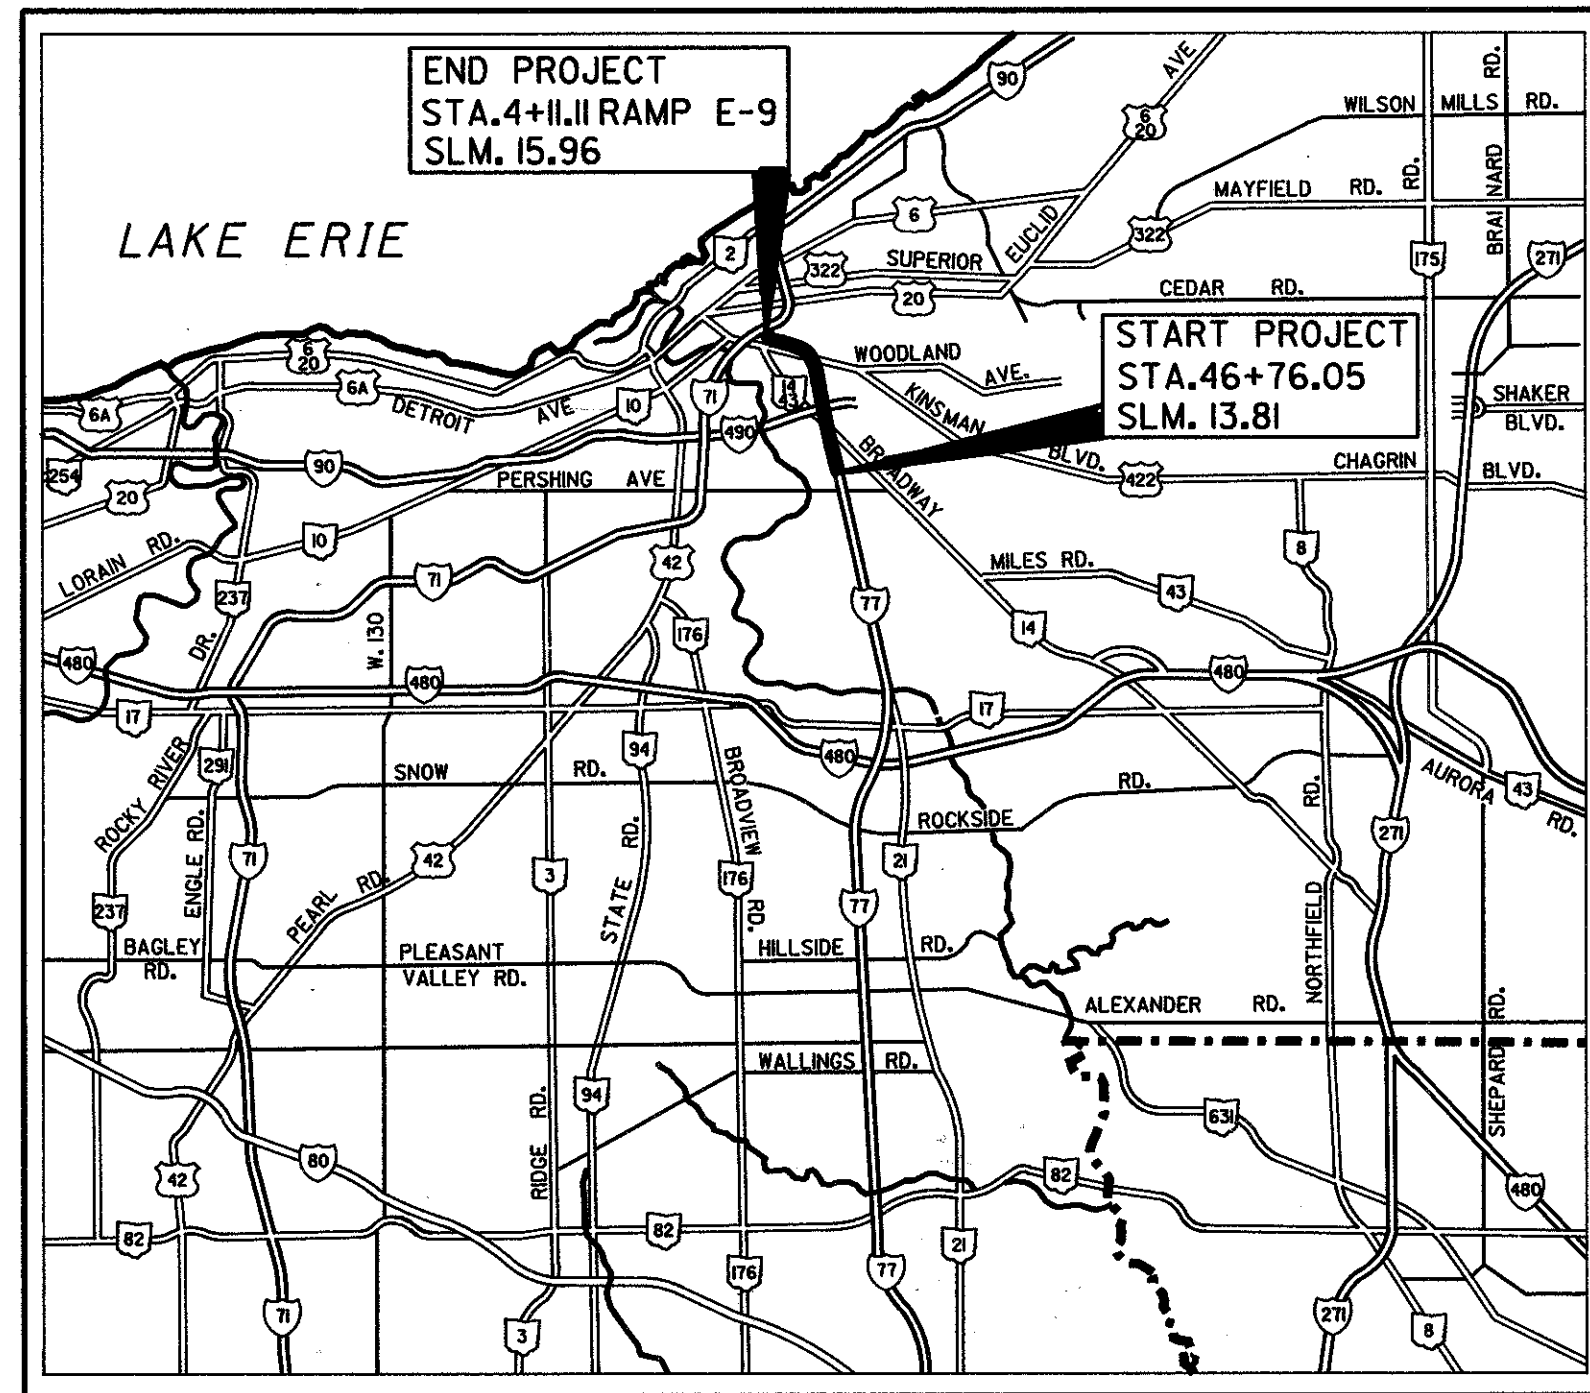 END PROJECT
STA.4+11.11 RAMP E-9
SLM. 15.96
LAKE ERIE
START PROJECT
STA.46+76.05
SLM. 13.81
90
AVE
6
20
WILSON MILLS RD.
RD.
BRAINARD
RD.
MAYFIELD RD.
322
6
EUCLID
2
322
SUPERIOR
20
175
271
CEDAR RD.
6
20
6A
6A
DETROIT AVE
10
71
14
43
WOODLAND AVE.
KINSMAN BLVD.
SHAKER
BLVD.
490
90
254
20
BROADWAY
422
CHAGRIN BLVD.
PERSHING AVE
LORAIN RD.
10
42
8
71
MILES RD.
43
237
77
176
14
W. 130
DR.
480
480
480
17
17
94
480
291
SNOW RD.
BROADVIEW
RD.
RD.
AURORA
RD.
43
ROCKY RIVER
ROCKSIDE
RD.
271
71
42
21
ENGLE RD.
3
176
PEARL RD.
STATE
NORTHFIELD
237
77
RD.
BAGLEY
RD.
PLEASANT
VALLEY RD.
HILLSIDE RD.
ALEXANDER RD.
RD.
SHEPARD
WALLINGS RD.
94
RD.
631
80
RIDGE
42
82
480
82
82
21
176
77
71
3
271
8